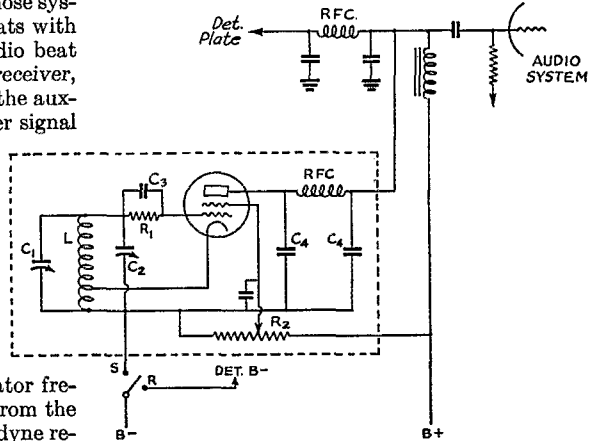 nose sys-
ats with
dio beat
receiver,
the aux-
er signal
Det.
Plate
RFC.
AUDIO
SYSTEM
RFC
C3
R1
C1
L
C2
C4
C4
R2
S
R
DET. B-
B-
B+
ator fre-
rom the
dyne re-